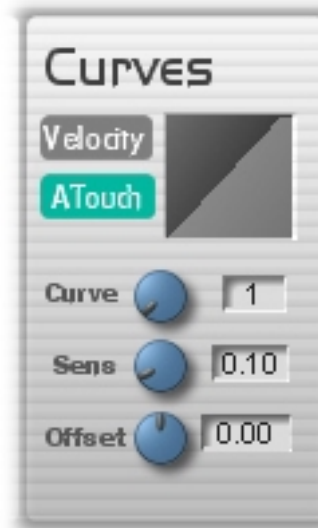 Curves
Velocity
ATouch
Curve 1
Sens 0.10
Offset 0.00